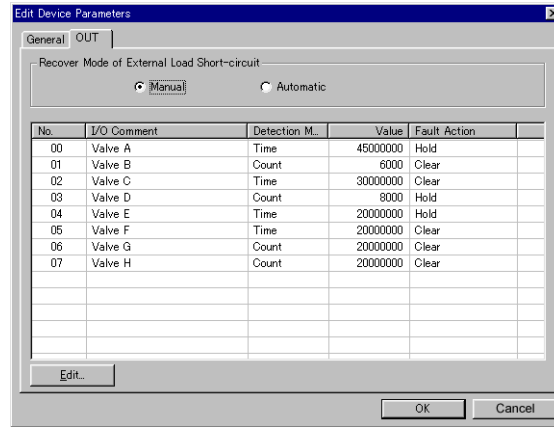 Edit Device Parameters
General OUT
Recover Mode of External Load Short-circuit
Manual Automatic
No. I/O Comment Detection M... Value Fault Action
00 Valve A Time 45000000 Hold
01 Valve B Count 6000 Clear
02 Valve C Time 30000000 Clear
03 Valve D Count 8000 Hold
04 Valve E Time 20000000 Hold
05 Valve F Time 20000000 Clear
06 Valve G Count 20000000 Clear
07 Valve H Count 20000000 Clear
Edit...
OK Cancel